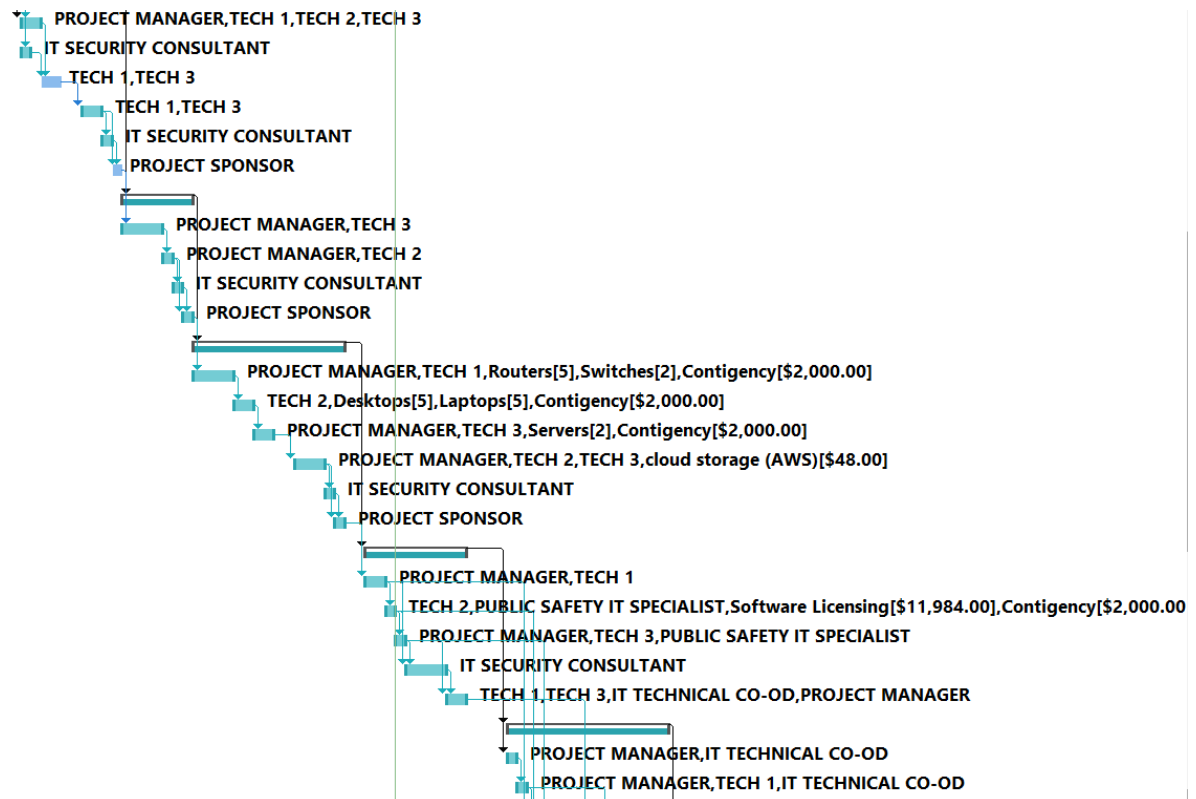 PROJECT MANAGER,TECH 1,TECH 2,TECH 3
IT SECURITY CONSULTANT
TECH 1,TECH 3
TECH 1,TECH 3
IT SECURITY CONSULTANT
PROJECT SPONSOR
PROJECT MANAGER,TECH 3
PROJECT MANAGER,TECH 2
IT SECURITY CONSULTANT
PROJECT SPONSOR
PROJECT MANAGER,TECH 1,Routers[5],Switches[2],Contigency[$2,000.00]
TECH 2,Desktops[5],Laptops[5],Contigency[$2,000.00]
PROJECT MANAGER,TECH 3,Servers[2],Contigency[$2,000.00]
PROJECT MANAGER,TECH 2,TECH 3,cloud storage (AWS)[$48.00]
IT SECURITY CONSULTANT
PROJECT SPONSOR
PROJECT MANAGER,TECH 1
TECH 2,PUBLIC SAFETY IT SPECIALIST,Software Licensing[$11,984.00],Contigency[$2,000.00
PROJECT MANAGER,TECH 3,PUBLIC SAFETY IT SPECIALIST
IT SECURITY CONSULTANT
TECH 1,TECH 3,IT TECHNICAL CO-OD,PROJECT MANAGER
PROJECT MANAGER,IT TECHNICAL CO-OD
PROJECT MANAGER,TECH 1,IT TECHNICAL CO-OD